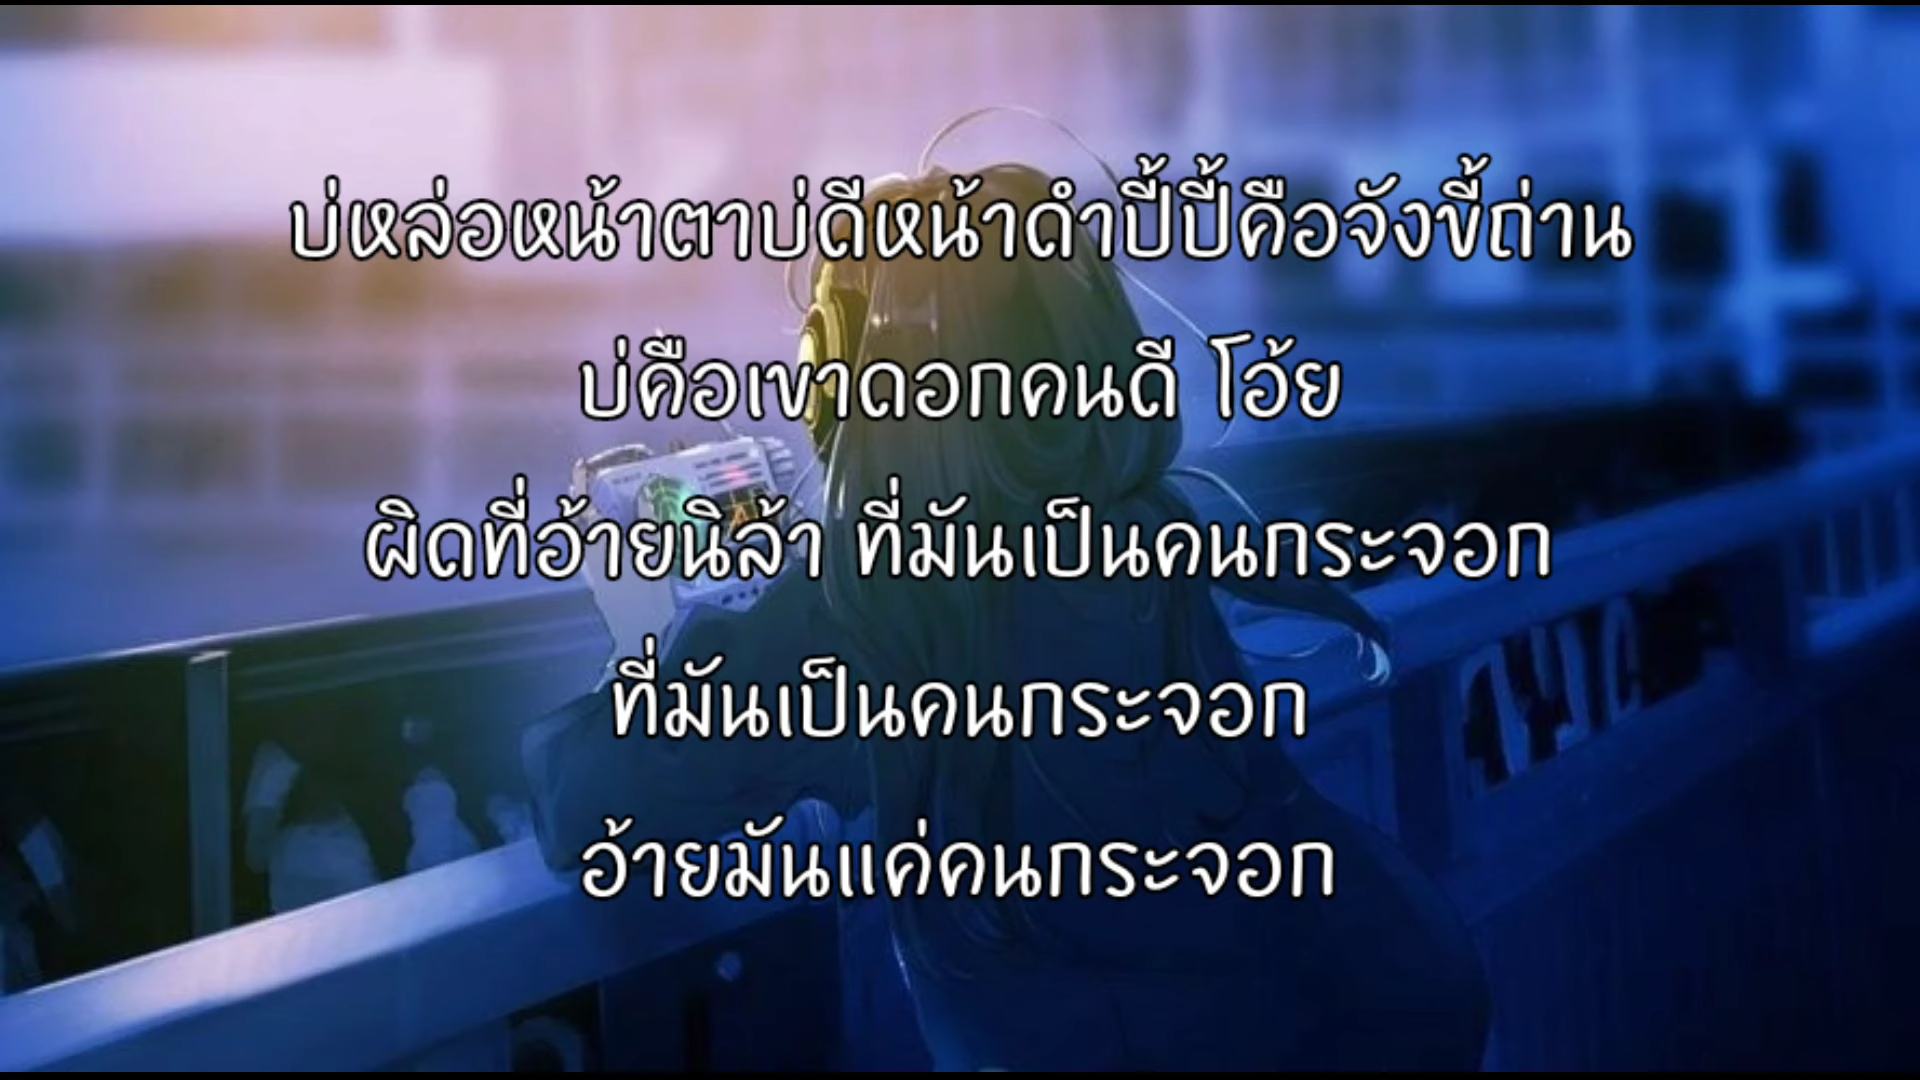 บ่หล่อหน้าตาบ่ดีหน้าดำปี้ปี้คือจังขี้ถ่าน
บ่คือเขาดอกคนดี โอ้ย
ผิดที่อ้ายนิล้า ที่มันเป็นคนกระจอก
ที่มันเป็นคนกระจอก
อ้ายมันแค่คนกระจอก